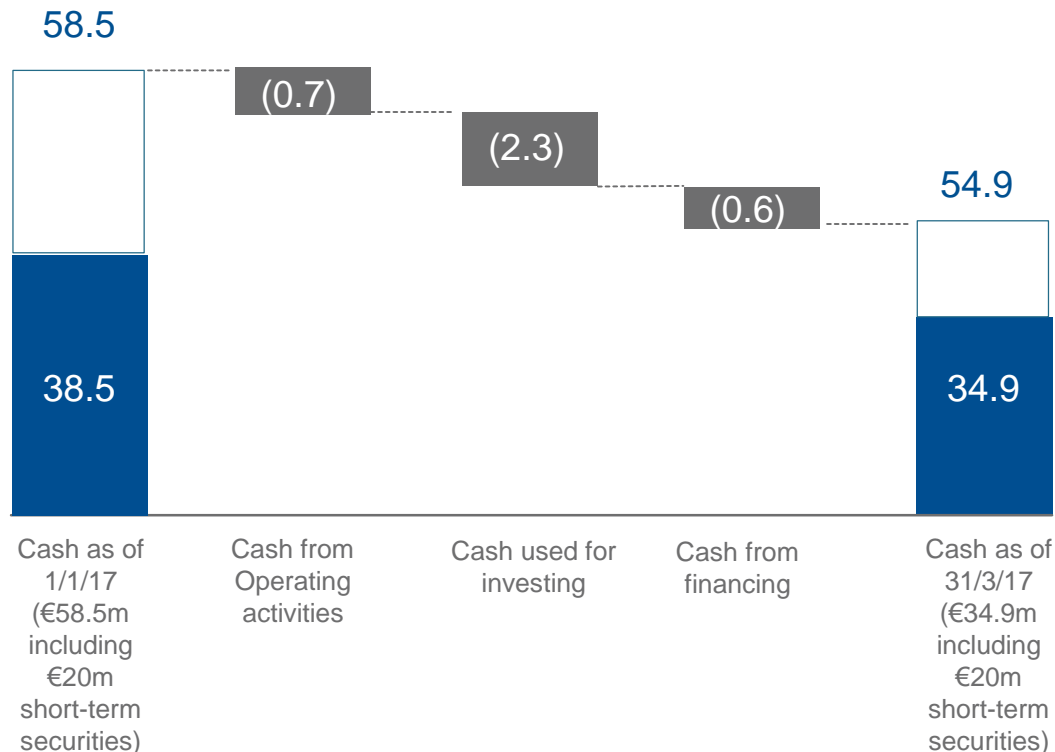 58.5
(0.7)
(2.3)
(0.6)
54.9
38.5
34.9
Cash as of
1/1/17
(€58.5m
including
€20m
short-term
securities)
Cash from
Operating
activities
Cash used for
investing
Cash from
financing
Cash as of
31/3/17
(€34.9m
including
€20m
short-term
securities)